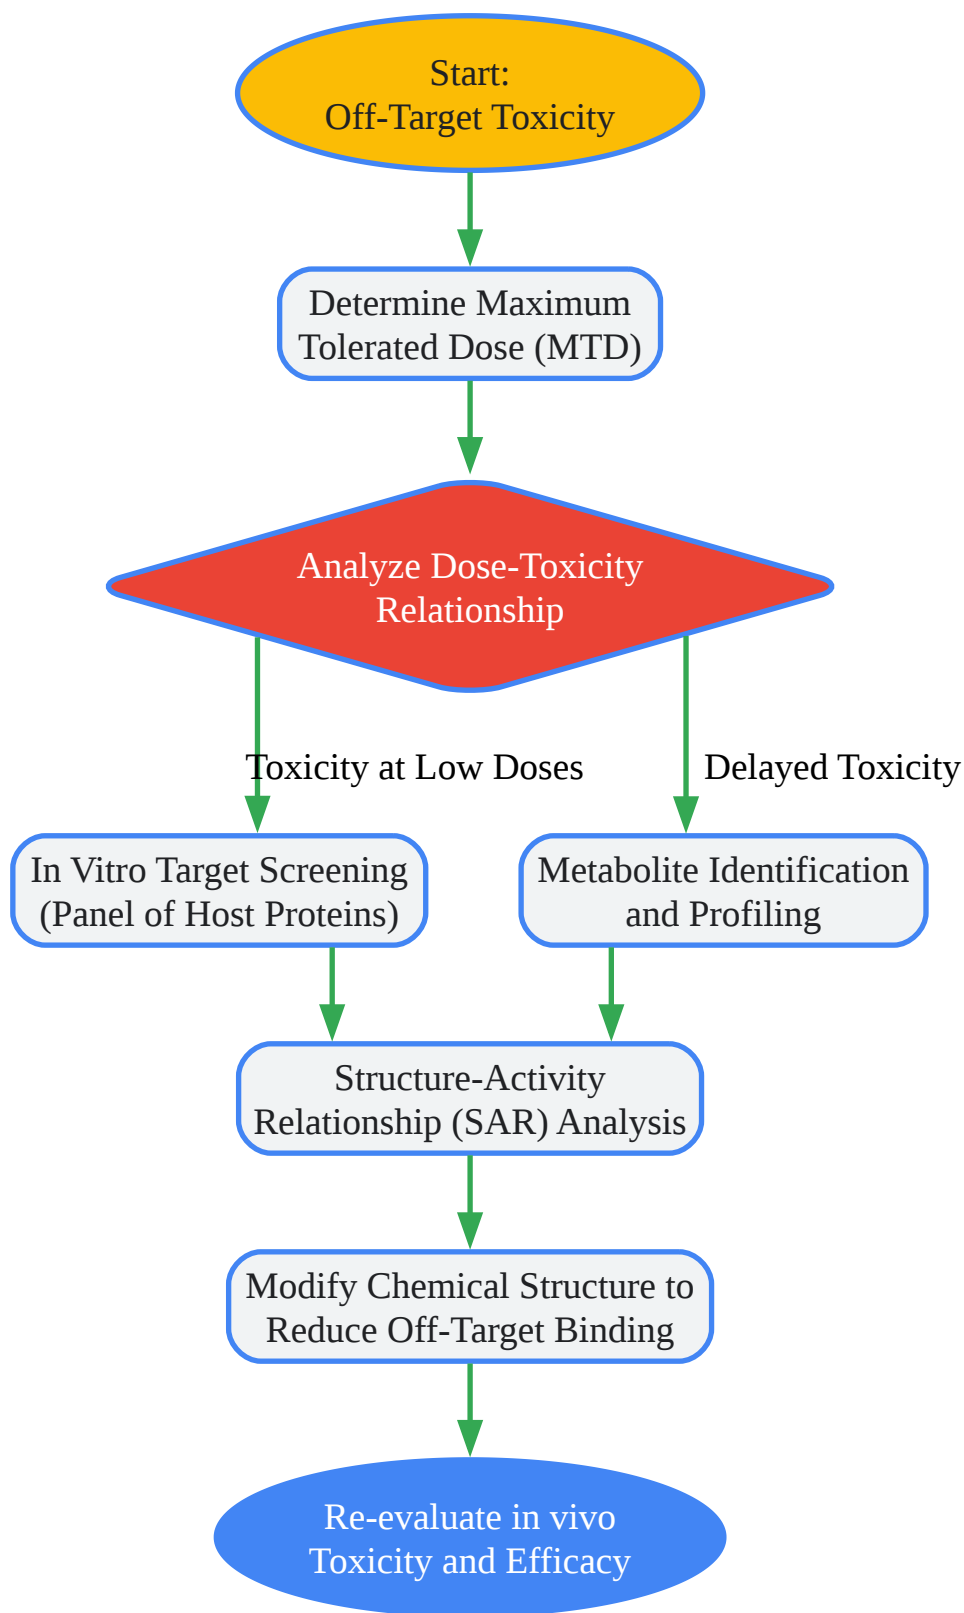 Start:
Off-Target Toxicity
Determine Maximum
Tolerated Dose (MTD)
Analyze Dose-Toxicity
Relationship
Toxicity at Low Doses
Delayed Toxicity
In Vitro Target Screening
(Panel of Host Proteins)
Metabolite Identification
and Profiling
Structure-Activity
Relationship (SAR) Analysis
Modify Chemical Structure to
Reduce Off-Target Binding
Re-evaluate in vivo
Toxicity and Efficacy